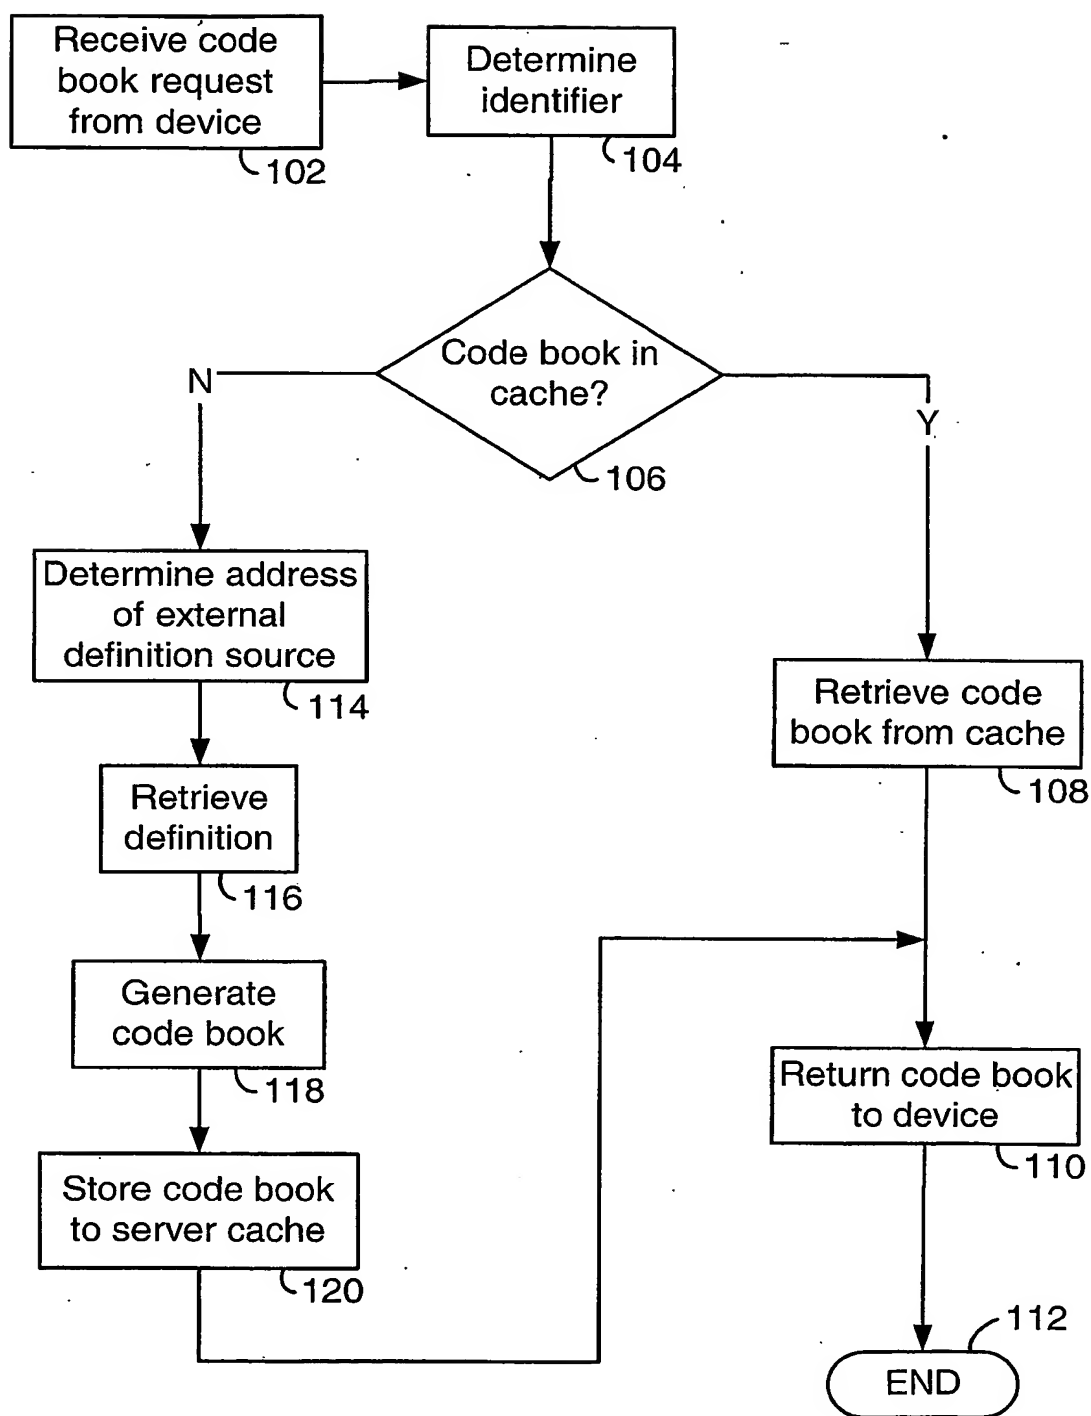 Receive code
book request
from device
102
Determine
identifier
104
Code book in
cache?
106
N
Y
Determine address
of external
definition source
114
Retrieve
definition
116
Generate
code book
118
Store code book
to server cache
120
Retrieve code
book from cache
108
Return code book
to device
110
112
END